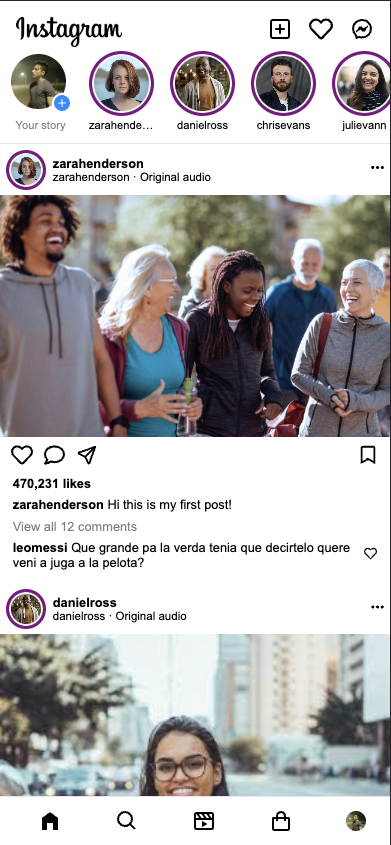 Instagram
Your story
zarahende...
danielross
chrisevans
julievann
zarahenderson
zarahenderson · Original audio
470,231 likes
zarahenderson Hi this is my first post!
View all 12 comments
leomessi Que grande pa la verda tenia que decirtelo quere
veni a juga a la pelota?
danielross
danielross · Original audio